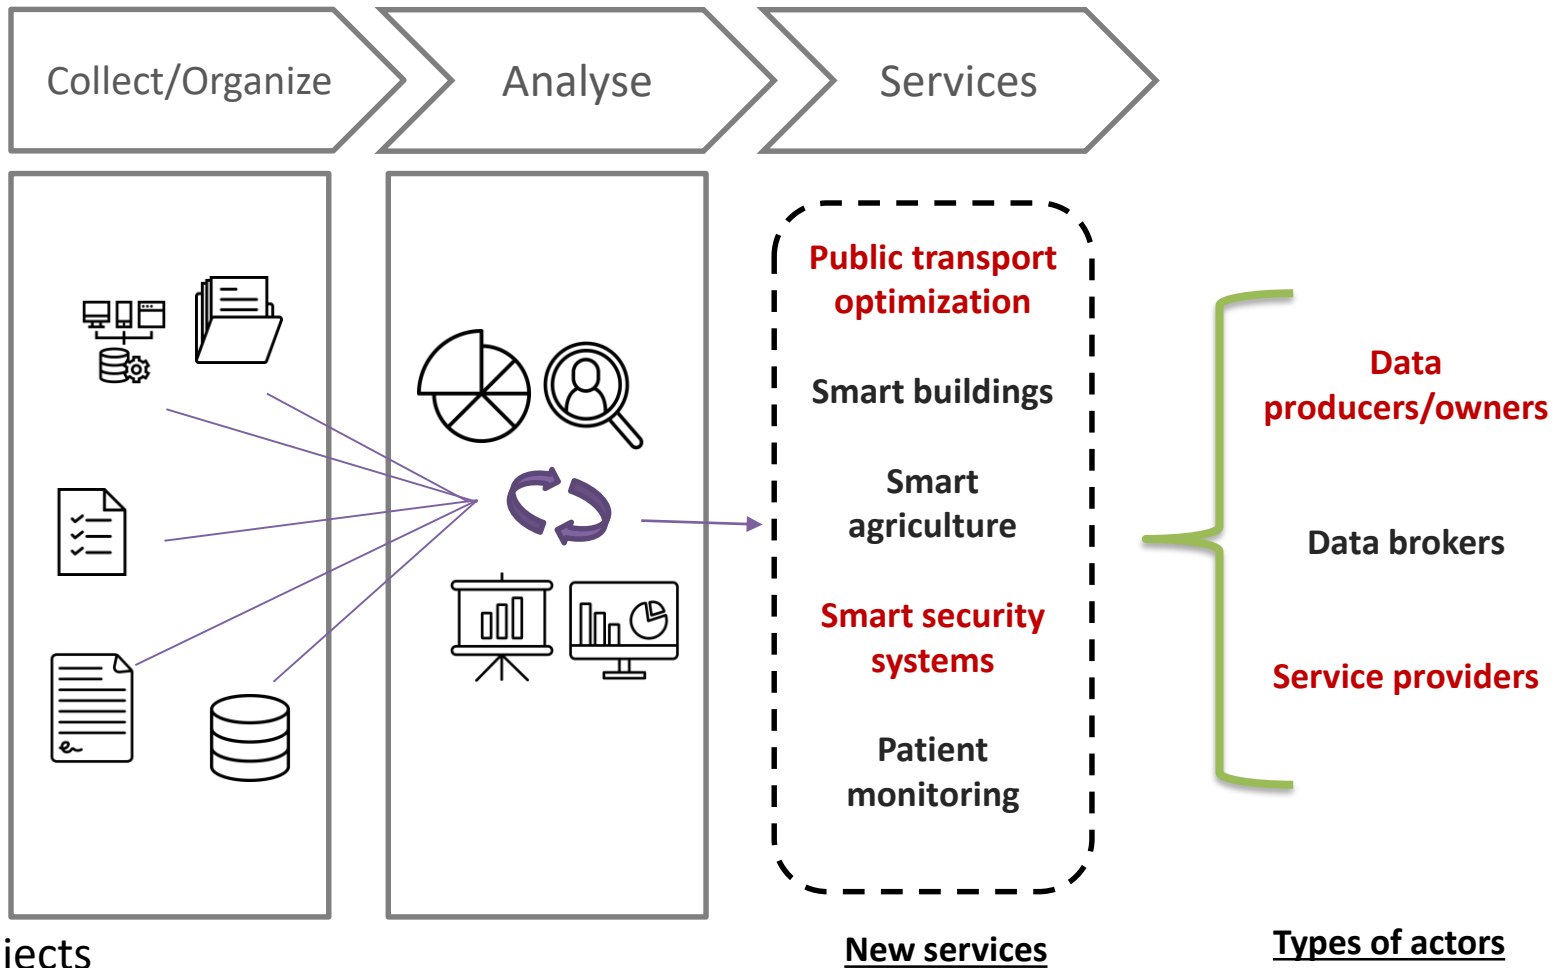 Collect/Organize
Analyse
Services
Public transport
optimization
Smart buildings
Smart
agriculture
Smart security
systems
Patient
monitoring
Data
producers/owners
Data brokers
Service providers
jects
New services
Types of actors